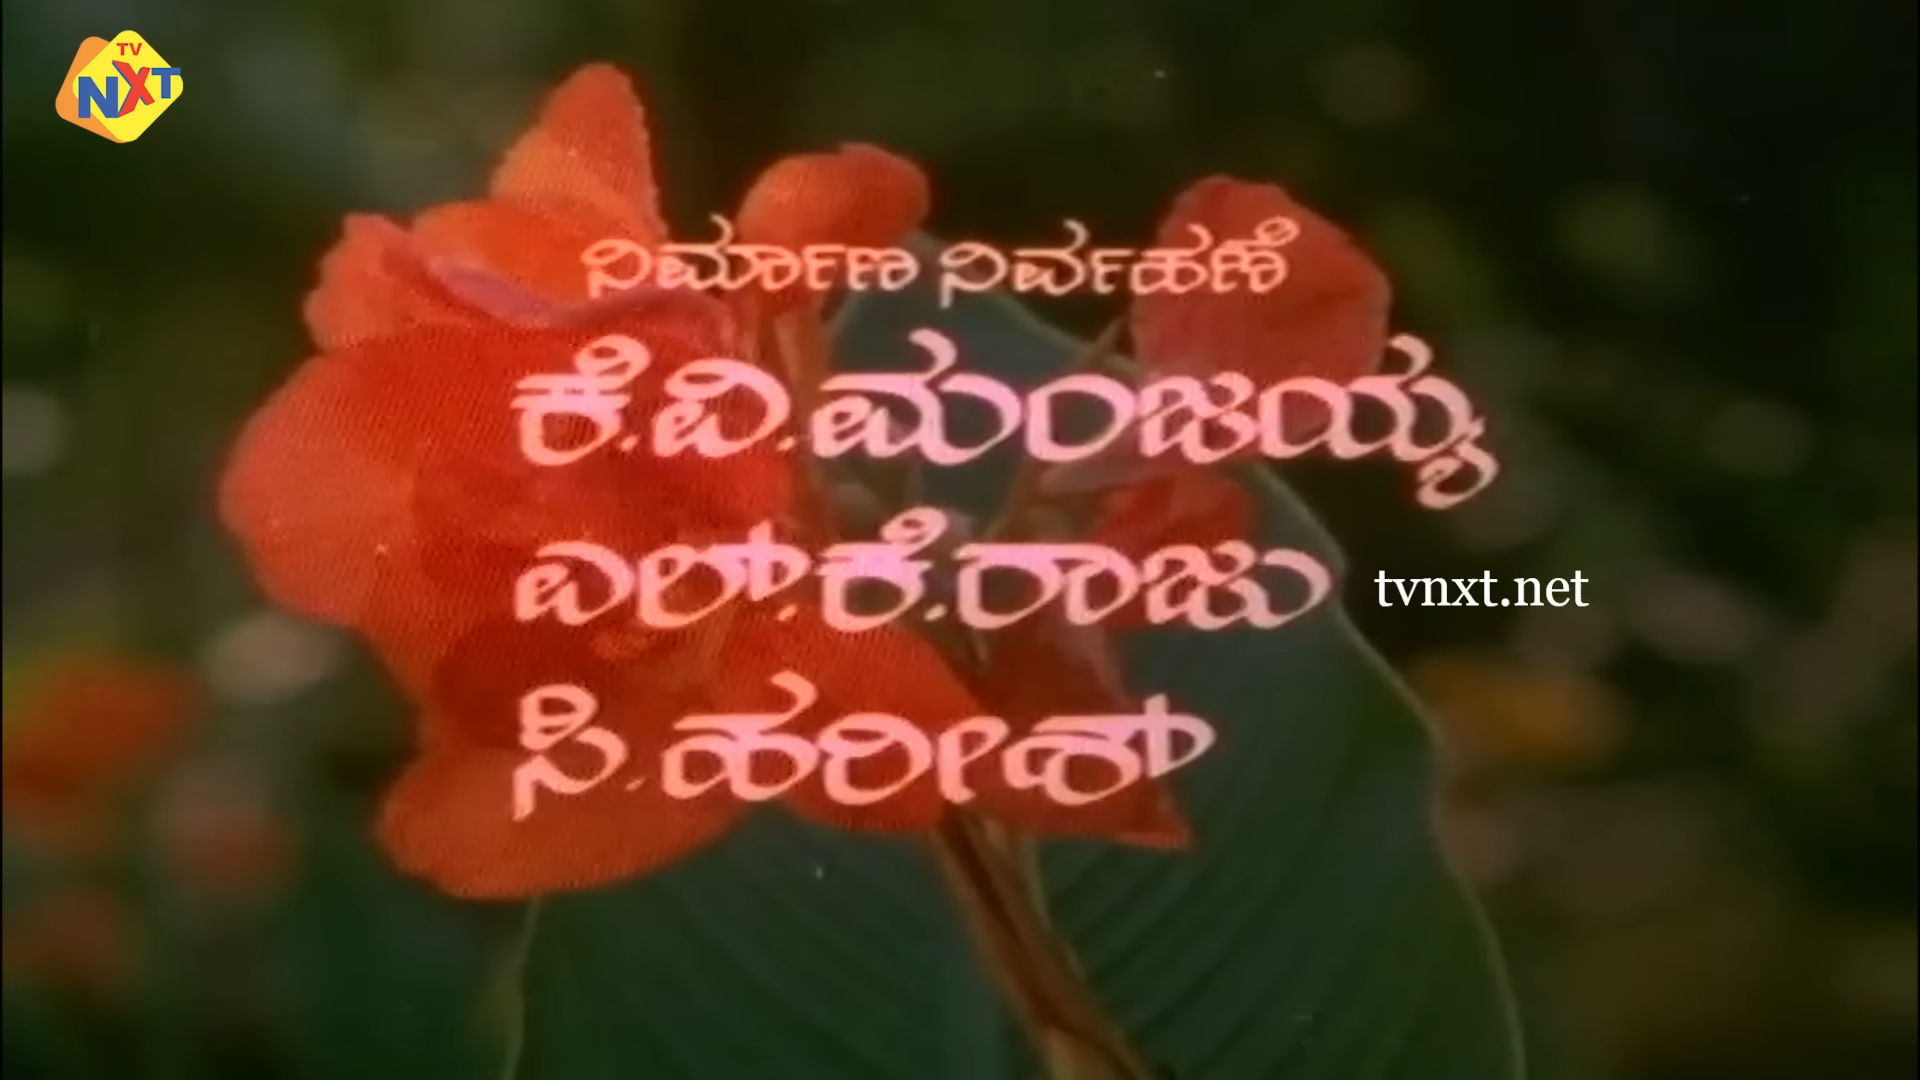 TV
NXT
ನಿರ್ಮಾಣ ನಿರ್ವಹಣೆ
ಕೆ.ವಿ.ಮಂಜಯ್ಯ
ಎಲ್.ಕೆ.ರಾಜು
tvnxt.net
ಸಿ.ಹರೀಶ್